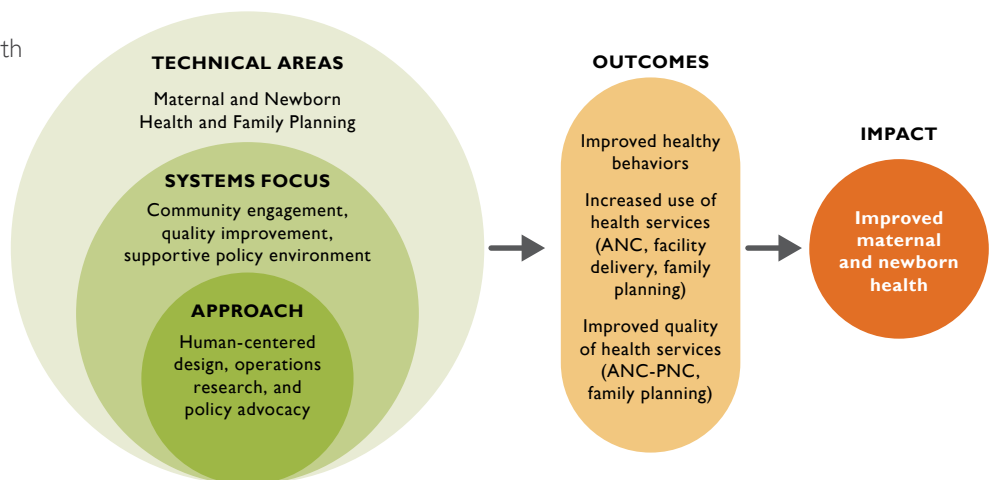 th
TECHNICAL AREAS
Maternal and Newborn
Health and Family Planning
SYSTEMS FOCUS
Community engagement,
quality improvement,
supportive policy environment
APPROACH
Human-centered
design, operations
research, and
policy advocacy
OUTCOMES
Improved healthy
behaviors
Increased use of
health services
(ANC, facility
delivery, family
planning)
Improved quality
of health services
(ANC-PNC,
family planning)
IMPACT
Improved
maternal
and newborn
health